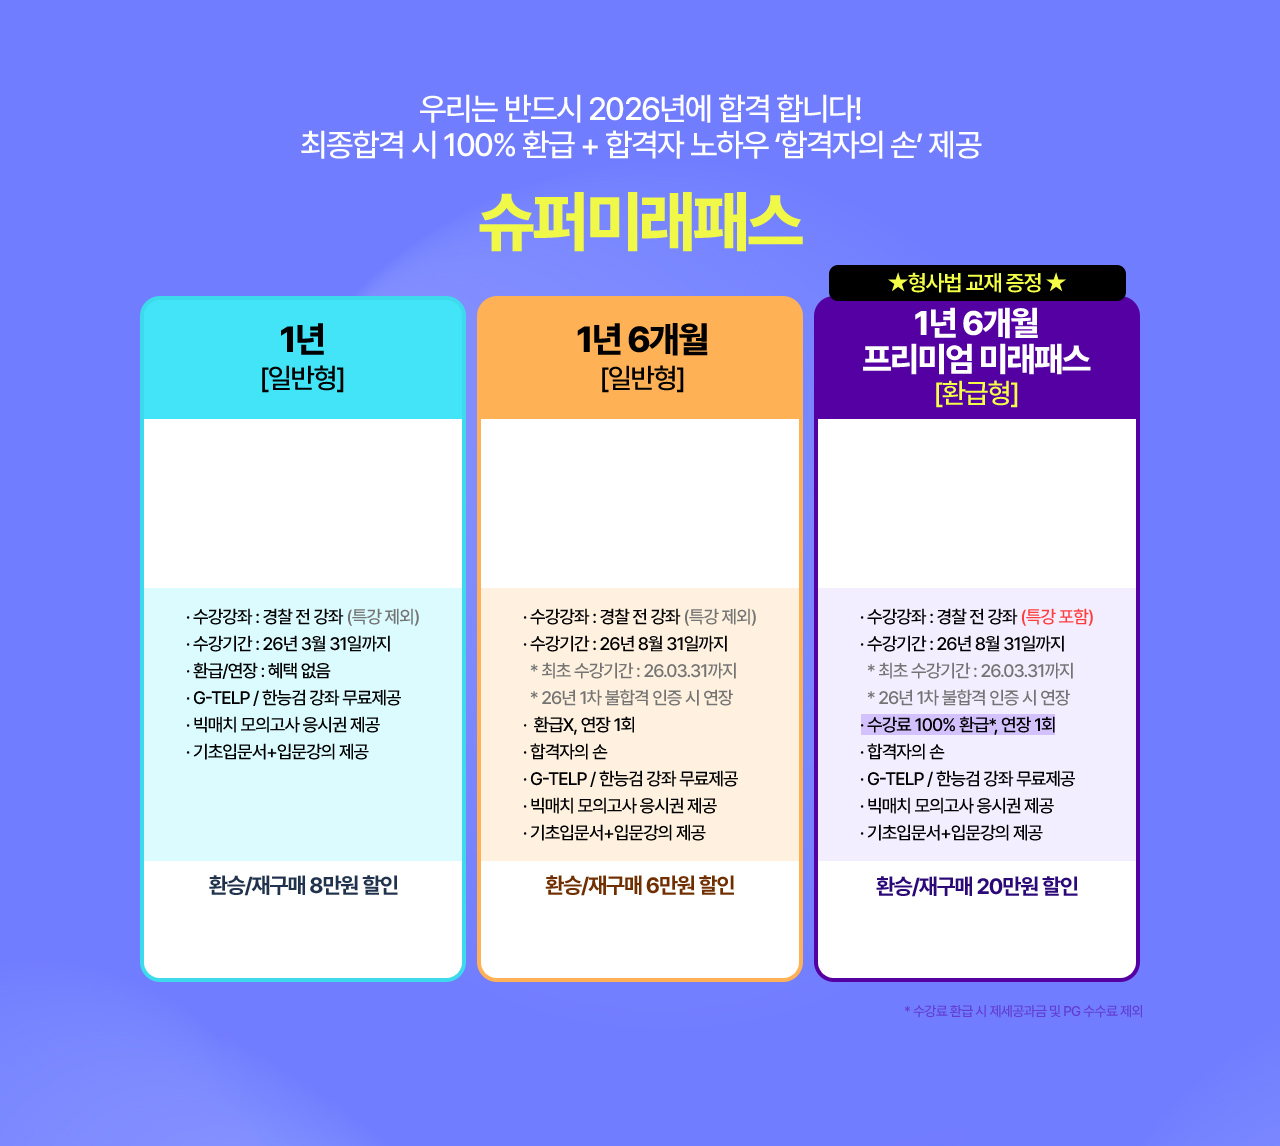 우리는 반드시 2026년에 합격 합니다!
최종합격 시 100% 환급 + 합격자 노하우 ‘합격자의 손’ 제공
슈퍼미래패스
1년
[일반형]
· 수강강좌 : 경찰 전 강좌 (특강 제외)
· 수강기간 : 26년 3월 31일까지
· 환급/연장 : 혜택 없음
· G-TELP / 한능검 강좌 무료제공
· 빅매치 모의고사 응시권 제공
· 기초입문서+입문강의 제공
환승/재구매 8만원 할인
1년 6개월
[일반형]
· 수강강좌 : 경찰 전 강좌 (특강 제외)
· 수강기간 : 26년 8월 31일까지
* 최초 수강기간 : 26.03.31까지
* 26년 1차 불합격 인증 시 연장
· 환급X, 연장 1회
· 합격자의 손
· G-TELP / 한능검 강좌 무료제공
· 빅매치 모의고사 응시권 제공
· 기초입문서+입문강의 제공
환승/재구매 6만원 할인
★형사법 교재 증정 ★
1년 6개월
프리미엄 미래패스
[환급형]
· 수강강좌 : 경찰 전 강좌 (특강 포함)
· 수강기간 : 26년 8월 31일까지
* 최초 수강기간 : 26.03.31까지
* 26년 1차 불합격 인증 시 연장
· 수강료 100% 환급*, 연장 1회
· 합격자의 손
· G-TELP / 한능검 강좌 무료제공
· 빅매치 모의고사 응시권 제공
· 기초입문서+입문강의 제공
환승/재구매 20만원 할인
* 수강료 환급 시 제세공과금 및 PG 수수료 제외